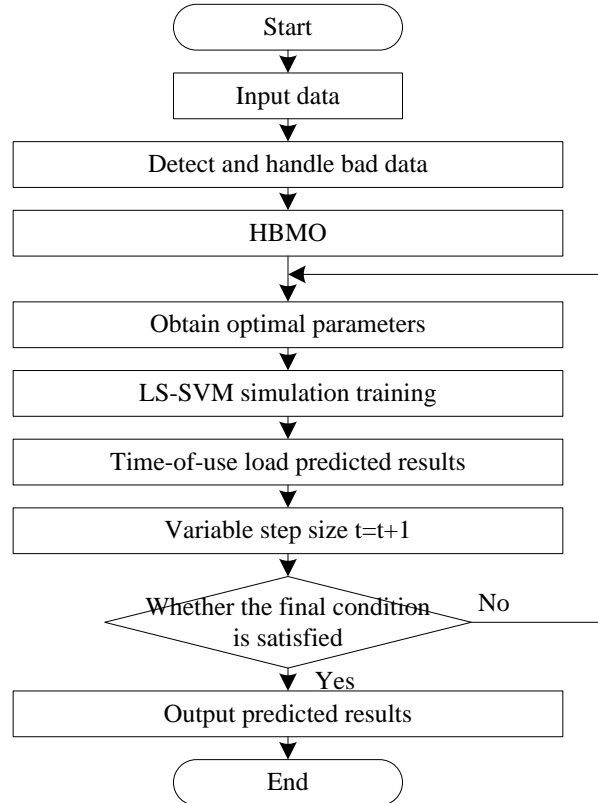 Start
Input data
Detect and handle bad data
HBMO
Obtain optimal parameters
LS-SVM simulation training
Time-of-use load predicted results
Variable step size t=t+1
Whether the final condition
is satisfied
No
Yes
Output predicted results
End